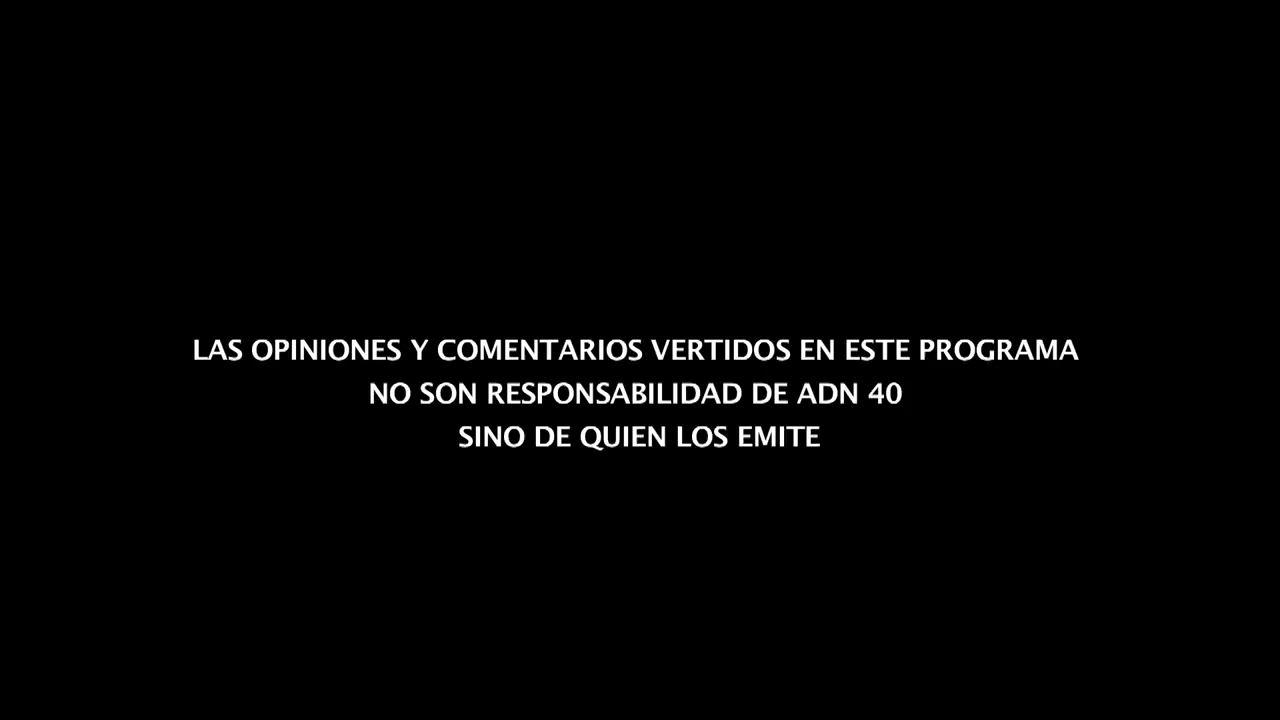 LAS OPINIONES Y COMENTARIOS VERTIDOS EN ESTE PROGRAMA
NO SON RESPONSABILIDAD DE ADN 40
SINO DE QUIEN LOS EMITE